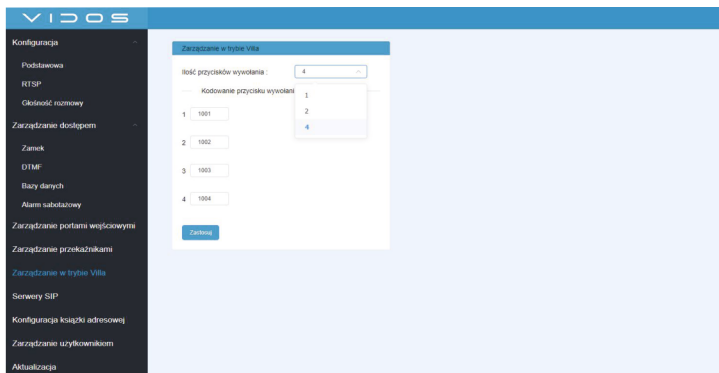 VIDOS
Konfiguracja
Podstawowa
RTSP
Głośność rozmowy
Zarządzanie dostępem
Zamek
DTMF
Bazy danych
Alarm sabotażowy
Zarządzanie portami wejściowymi
Zarządzanie przekaźnikami
Zarządzanie w trybie Villa
Serwery SIP
Konfiguracja książki adresowej
Zarządzanie użytkownikiem
Aktualizacja
Zarządzanie w trybie Villa
Ilość przycisków wywołania : 4
Kodowanie przycisku wywołani
1
2
4
1 1001
2 1002
3 1003
4 1004
Zastosuj